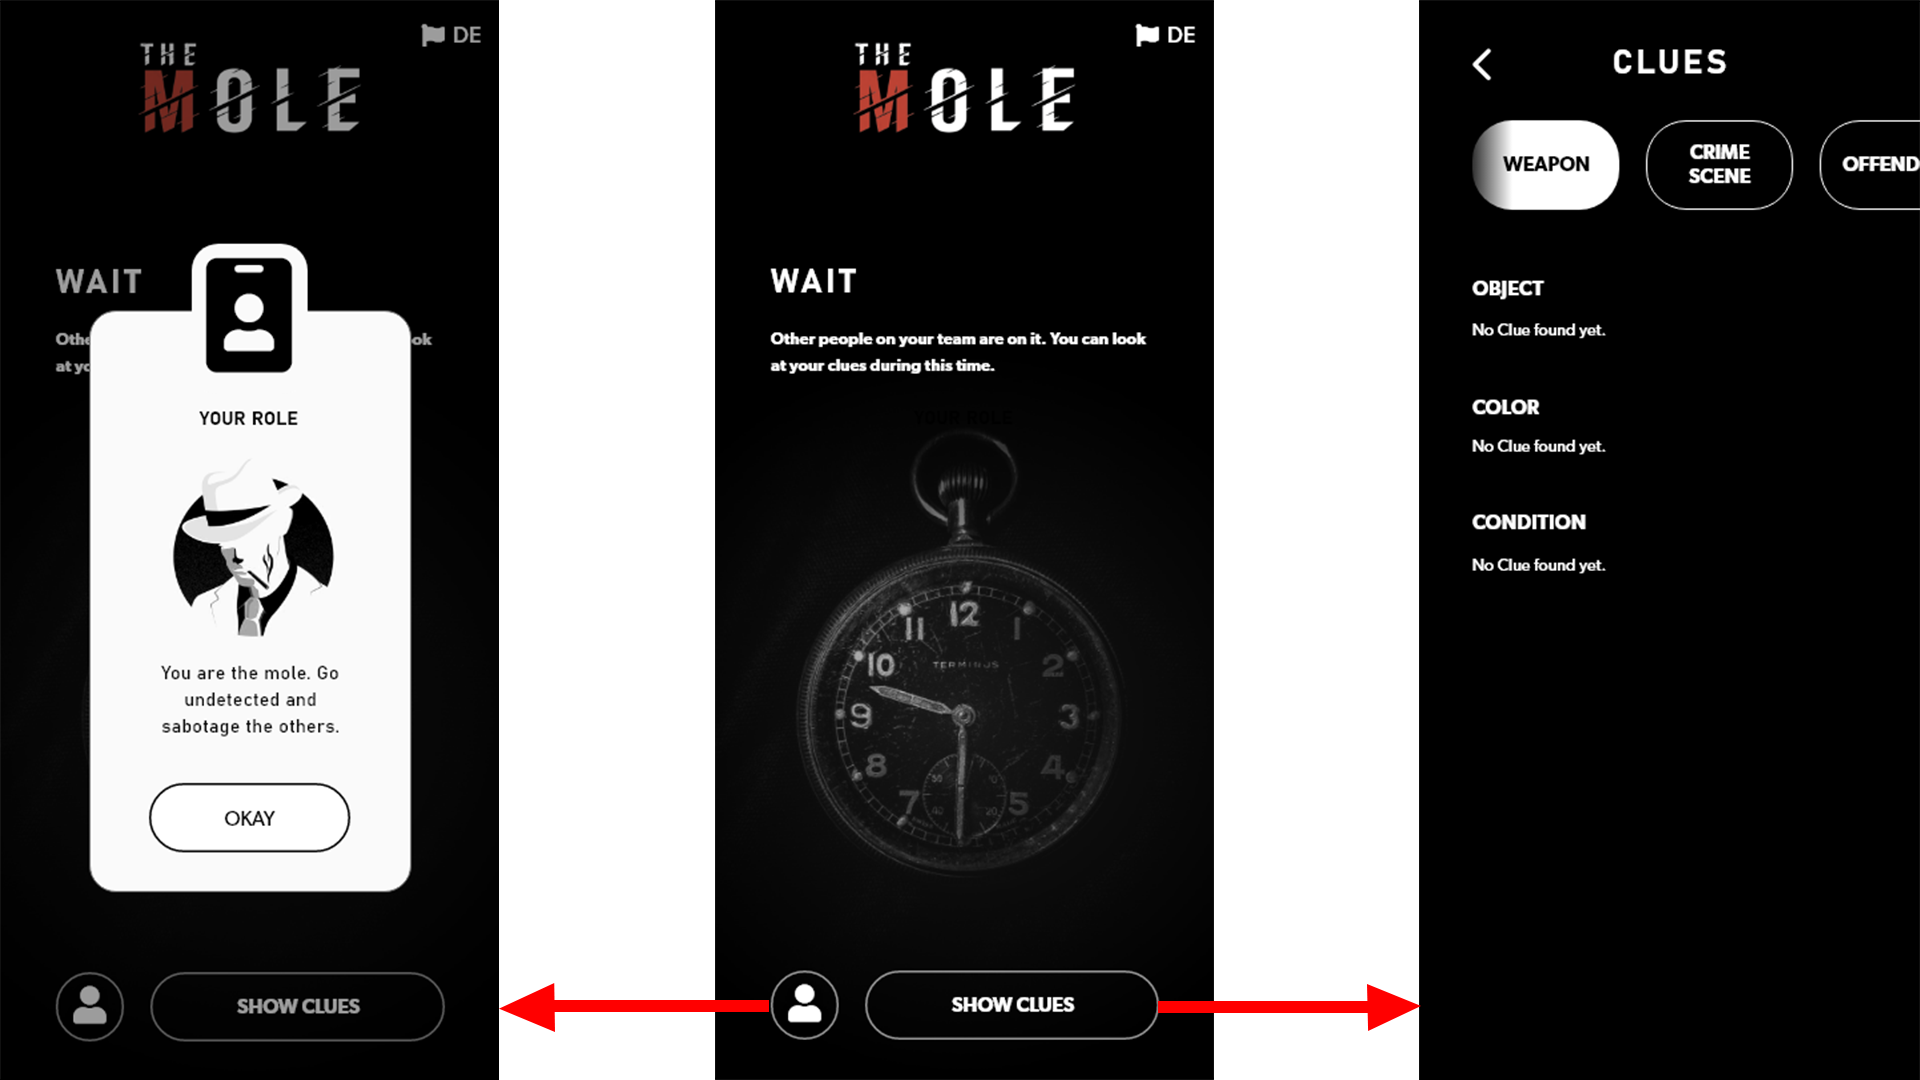 DE
THE
MOLE
WAIT
Othe
ok
at yo
YOUR ROLE
You are the mole. Go
undetected and
sabotage the others.
OKAY
SHOW CLUES
DE
THE
MOLE
WAIT
Other people on your team are on it. You can look
at your clues during this time.
YOUR ROLE
12
11
1
10
TERMINUS
2
9
3
8
4
7
5
SHOW CLUES
CLUES
WEAPON
CRIME
SCENE
OFFEND
OBJECT
No Clue found yet.
COLOR
No Clue found yet.
CONDITION
No Clue found yet.